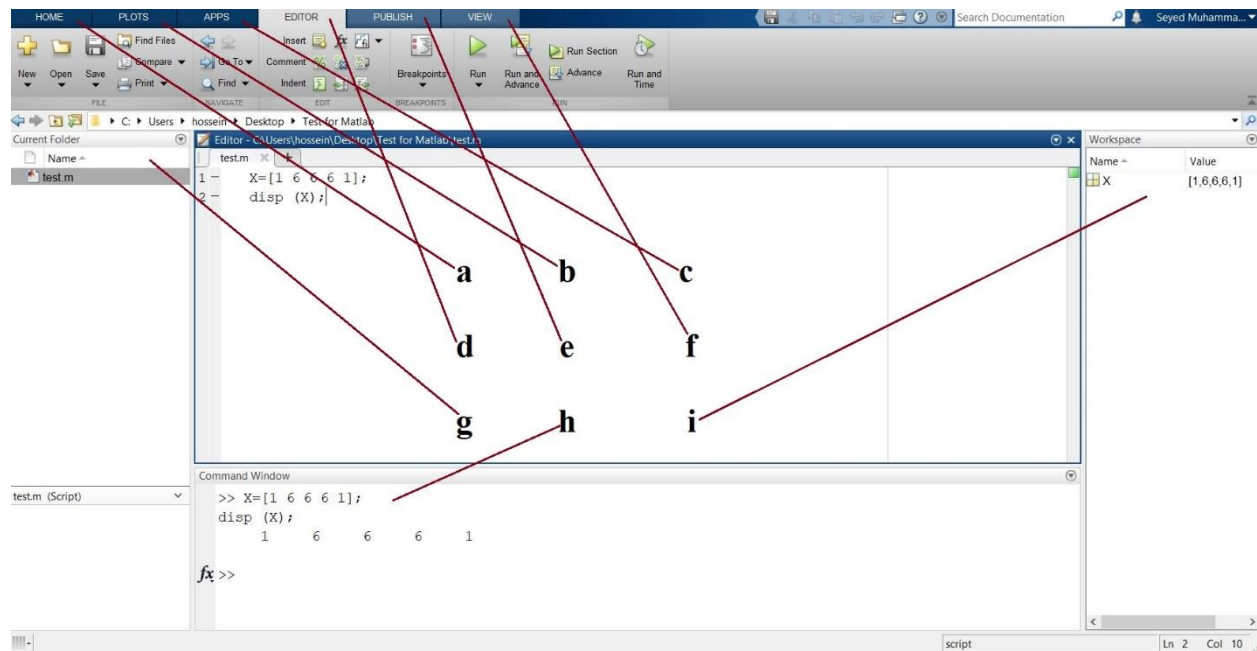 HOME PLOTS APPS EDITOR PUBLISH VIEW Search Documentation Seyed Muhamma...
New Open Save Find Files Compare Print Go To Find Insert Comment Indent fx Breakpoints Run Run and Advance Run Section Advance Run and Time
FILE NAVIGATE EDIT BREAKPOINTS RUN
C: Users hossein Desktop Test for Matlab
Current Folder
Name
test.m
test.m (Script)
Editor - C:\Users\hossein\Desktop\Test for Matlab\test.m
test.m
1 X=[1 6 6 6 1];
2 disp (X);
a b c
d e f
g h i
Command Window
>> X=[1 6 6 6 1];
disp (X);
1 6 6 6 1
fx >>
Workspace
Name Value
X [1,6,6,6,1]
script Ln 2 Col 10